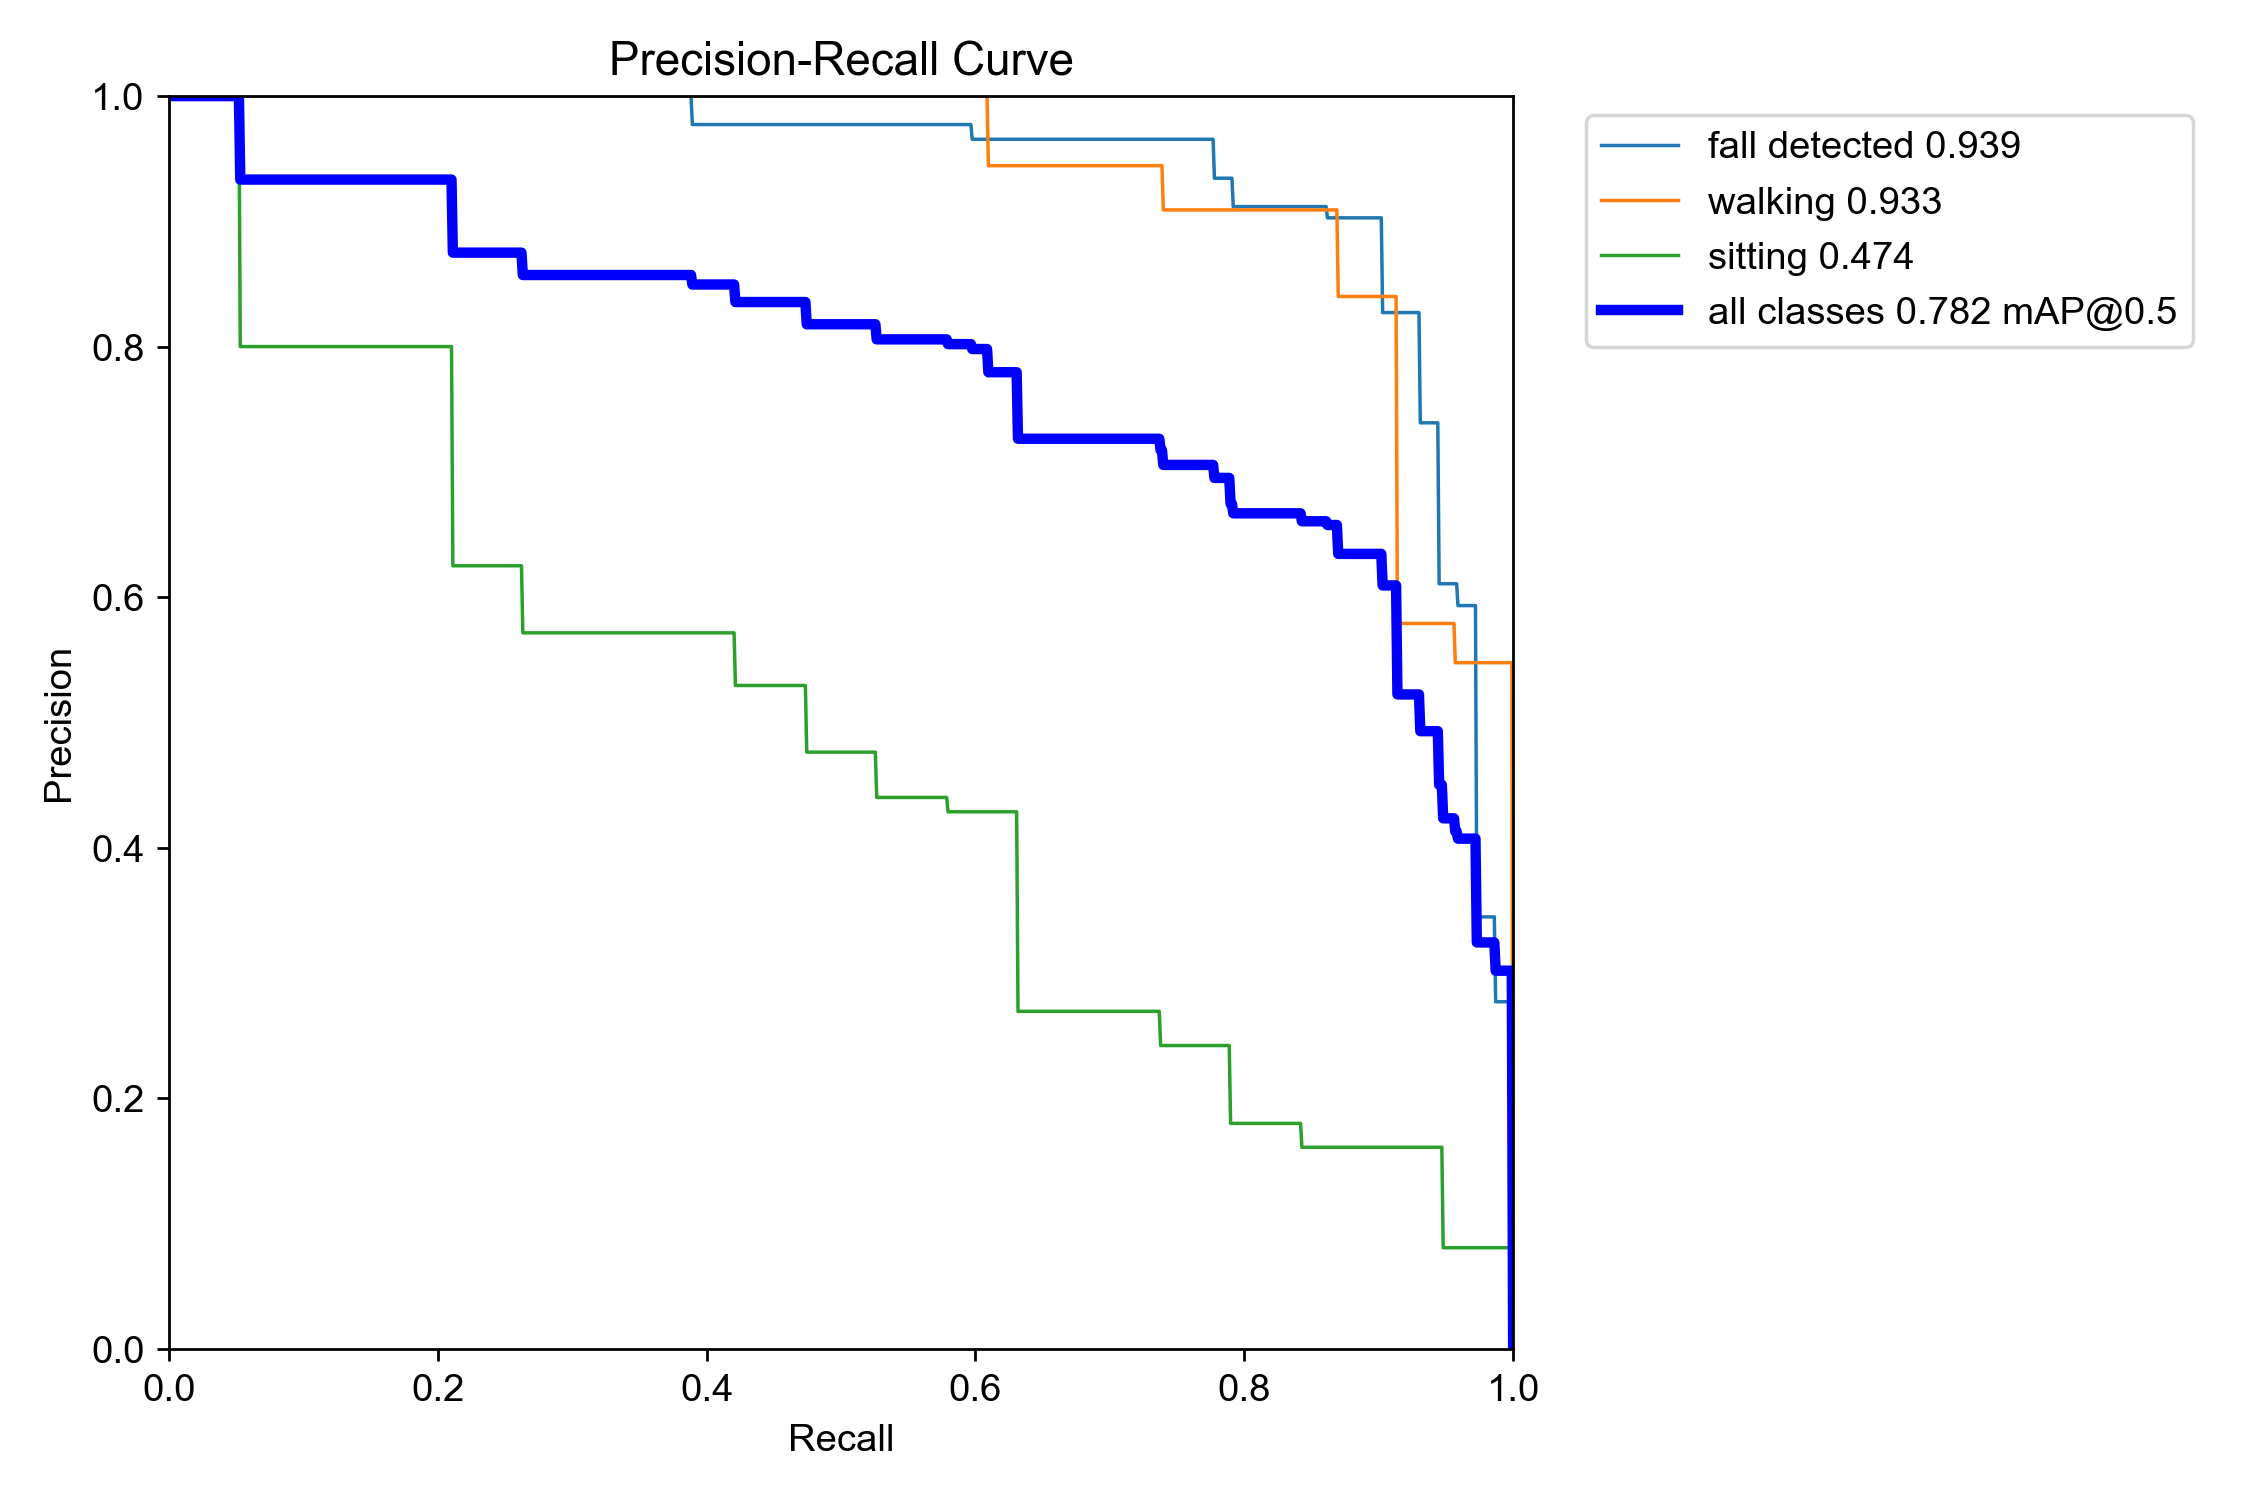 Precision-Recall Curve
1.0
0.8
0.6
0.4
0.2
0.0
Precision
0.0 0.2 0.4 0.6 0.8 1.0
Recall
fall detected 0.939
walking 0.933
sitting 0.474
all classes 0.782 mAP@0.5